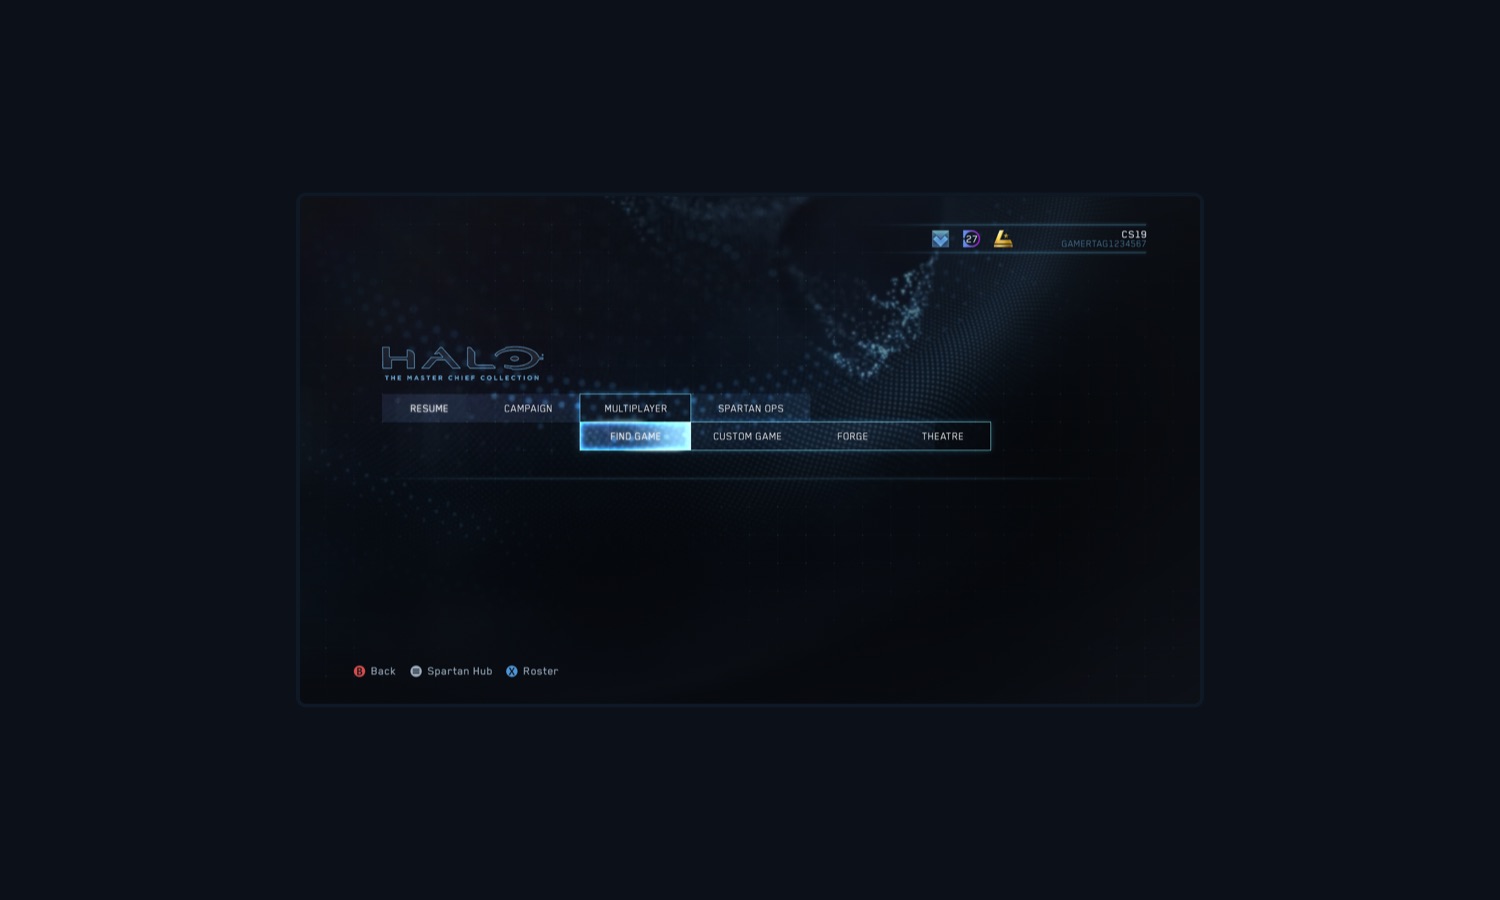 27
CS19
GAMERTAG1234567
HALO
THE MASTER CHIEF COLLECTION
RESUME CAMPAIGN MULTIPLAYER SPARTAN OPS
FIND GAME CUSTOM GAME FORGE THEATRE
B Back Spartan Hub X Roster